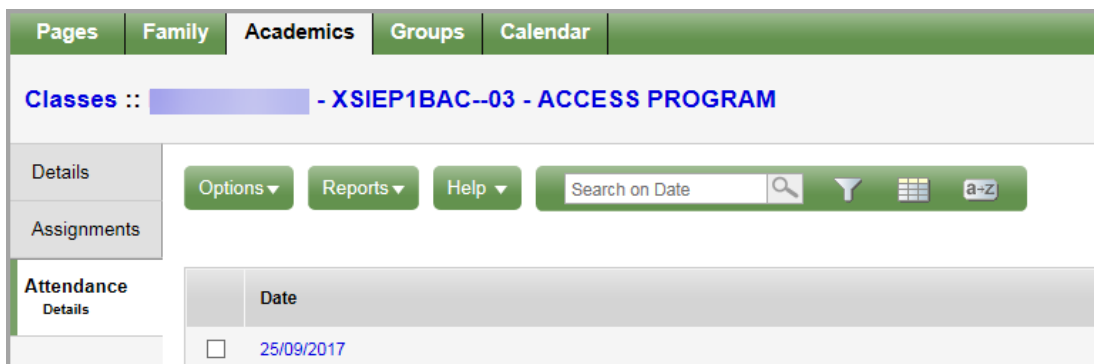 Pages Family Academics Groups Calendar
Classes :: - XSIEP1BAC--03 - ACCESS PROGRAM
Details
Options Reports Help Search on Date a-z
Assignments
Attendance
Details
Date
25/09/2017